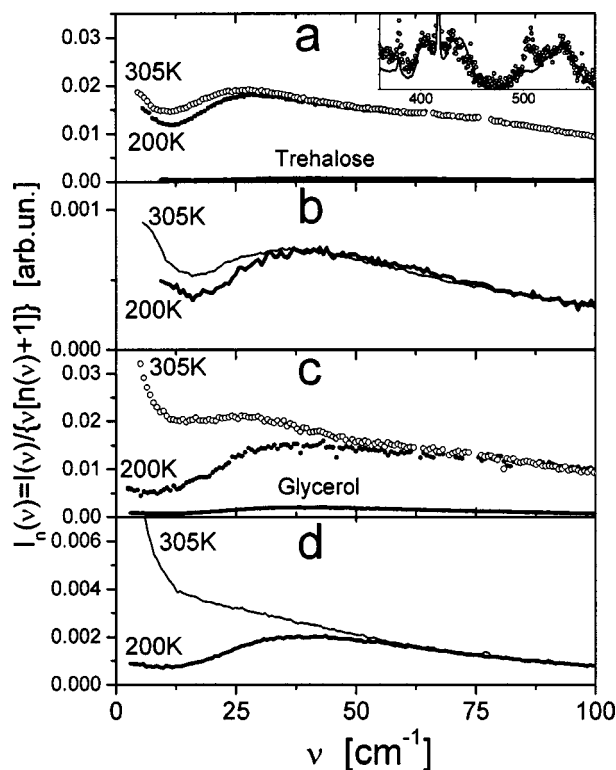 a
0.03
305K
0.02
0.01
200K
Trehalose
0.00
400
500
b
0.001
305K
200K
0.000
c
0.03
305K
0.02
0.01
200K
Glycerol
0.00
d
0.006
305K
0.004
0.002
200K
0.000
0
25
50
75
100
ν [cm⁻¹]
Iₙ(ν)=I(ν)/{ν[n(ν)+1]} [arb.un.]